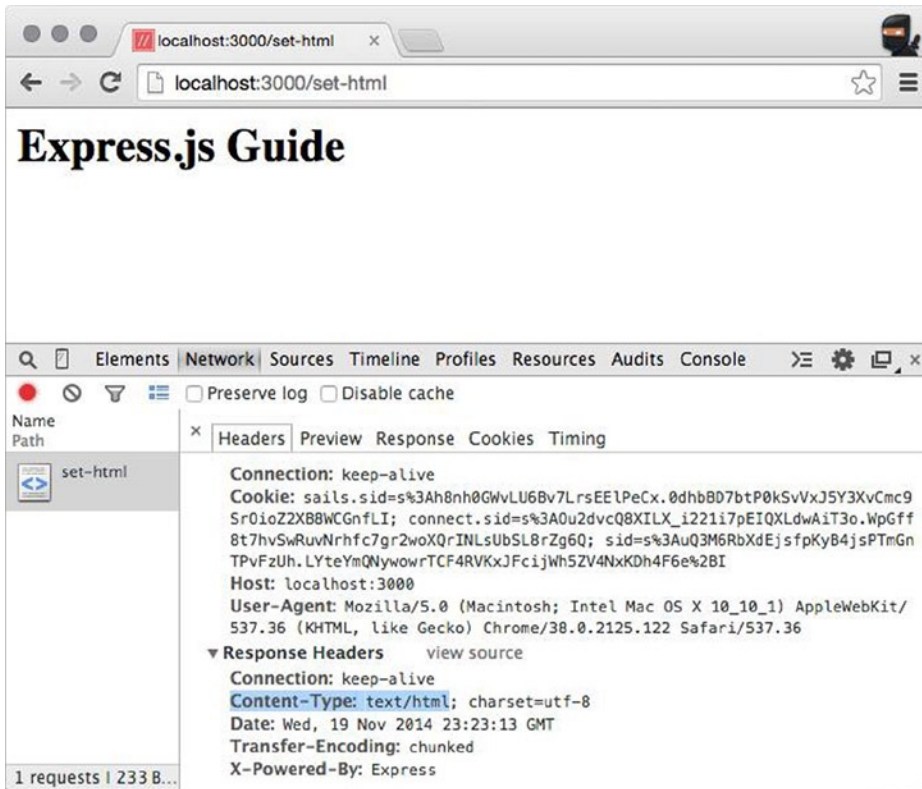 localhost:3000/set-html ×
localhost:3000/set-html
Express.js Guide
Elements Network Sources Timeline Profiles Resources Audits Console
Preserve log Disable cache
Name
Path
× Headers Preview Response Cookies Timing
set-html
Connection: keep-alive
Cookie: sails.sid=s%3Ah8nh0GWvLU6Bv7LrsEElPeCx.0dhbBD7btP0kSvVxJ5Y3XvCmc9
SrOioZ2XB8WCGnfLI; connect.sid=s%3AOu2dvcQ8XILX_i221i7pEIQXLdwAiT3o.WpGff
8t7hvSwRuvNrhfc7gr2woXQrINLsUbSL8rZg6Q; sid=s%3AuQ3M6RbXdEjsfpKyB4jsPTmGn
TPvFzUh.LYteYmQNywowrTCF4RVKxJFcijWh5ZV4NxKDh4F6e%2BI
Host: localhost:3000
User-Agent: Mozilla/5.0 (Macintosh; Intel Mac OS X 10_10_1) AppleWebKit/
537.36 (KHTML, like Gecko) Chrome/38.0.2125.122 Safari/537.36
Response Headers view source
Connection: keep-alive
Content-Type: text/html; charset=utf-8
Date: Wed, 19 Nov 2014 23:23:13 GMT
Transfer-Encoding: chunked
X-Powered-By: Express
1 requests | 233 B...